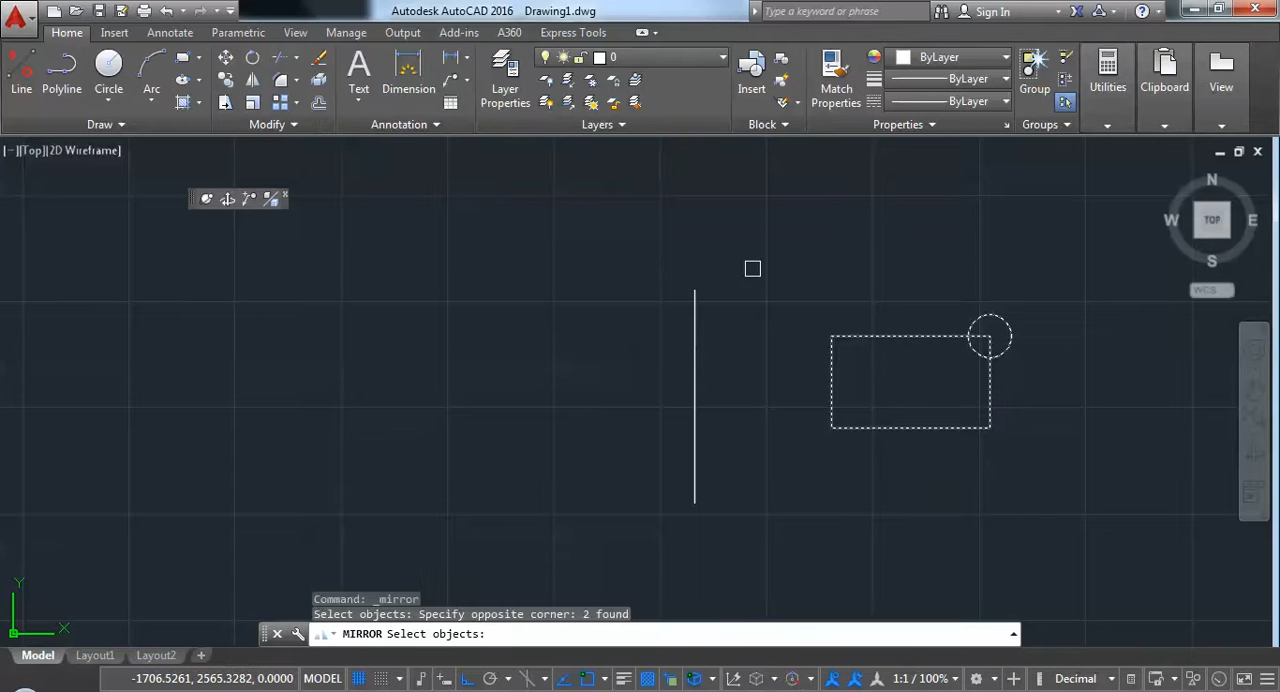 Autodesk AutoCAD 2016 Drawing1.dwg
Type a keyword or phrase
Sign In
Home Insert Annotate Parametric View Manage Output Add-ins A360 Express Tools
Line Polyline Circle Arc
Text Dimension
Layer Properties
0
Insert
Match Properties
ByLayer
ByLayer
ByLayer
Group
Utilities Clipboard View
Draw Modify Annotation Layers Block Properties Groups
[−][Top][2D Wireframe]
N
W TOP E
S
WCS
Y
X
Command: _mirror
Select objects: Specify opposite corner: 2 found
MIRROR Select objects:
Model Layout1 Layout2 +
-1706.5261, 2565.3282, 0.0000 MODEL 1:1 / 100% Decimal